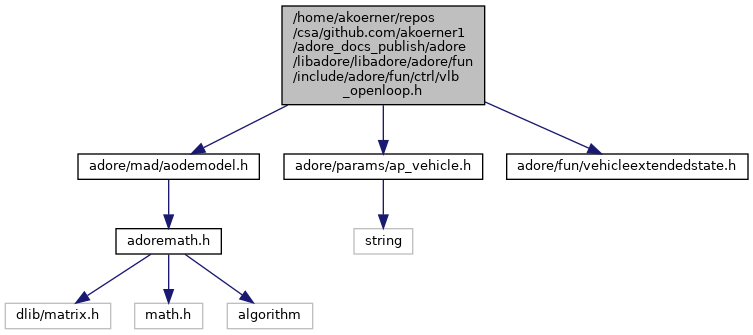 /home/akoerner/repos
/csa/github.com/akoerner1
/adore_docs_publish/adore
/libadore/libadore/adore/fun
/include/adore/fun/ctrl/vlb
_openloop.h
adore/mad/aodemodel.h
adore/params/ap_vehicle.h
adore/fun/vehicleextendedstate.h
adoremath.h
string
dlib/matrix.h
math.h
algorithm